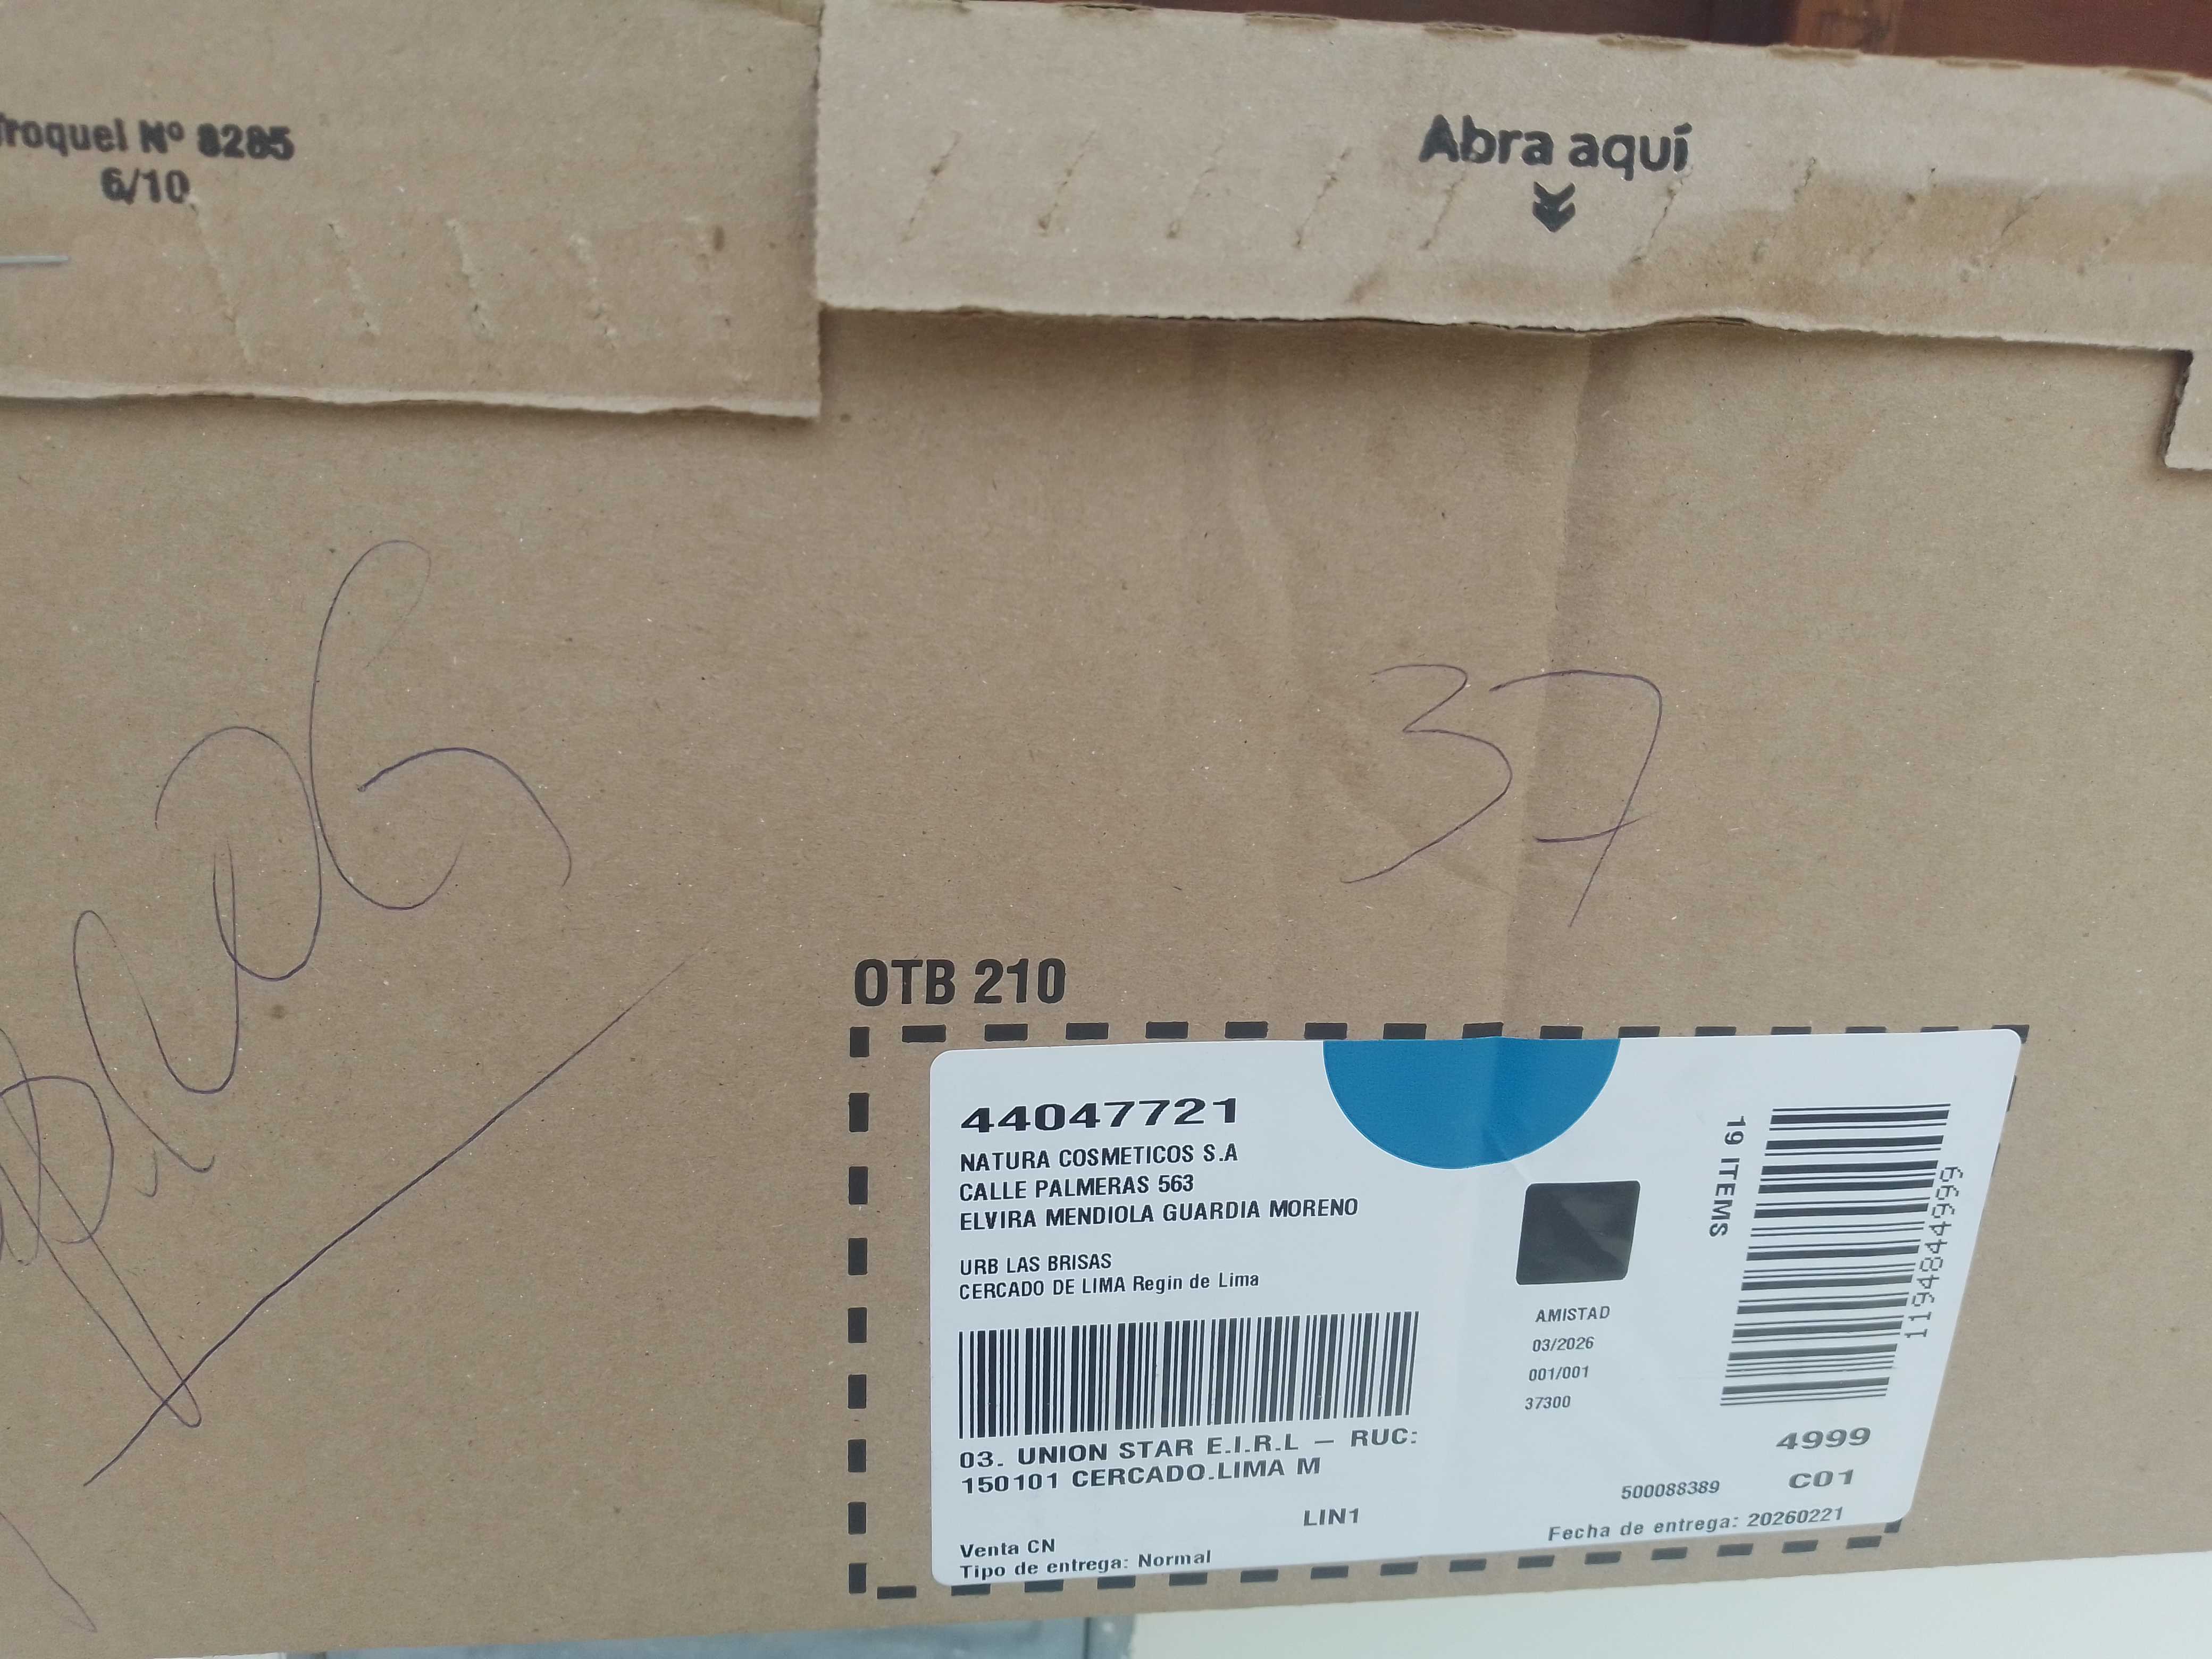 Troquel Nº 8285
6/10
Abra aquí
37
OTB 210
44047721
NATURA COSMETICOS S.A
CALLE PALMERAS 563
ELVIRA MENDIOLA GUARDIA MORENO
URB LAS BRISAS
CERCADO DE LIMA Regin de Lima
03. UNION STAR E.I.R.L – RUC:
150101 CERCADO.LIMA M
LIN1
Venta CN
Tipo de entrega: Normal
AMISTAD
03/2026
001/001
37300
19 ITEMS
1194844999
4999
C01
500088389
Fecha de entrega: 20260221